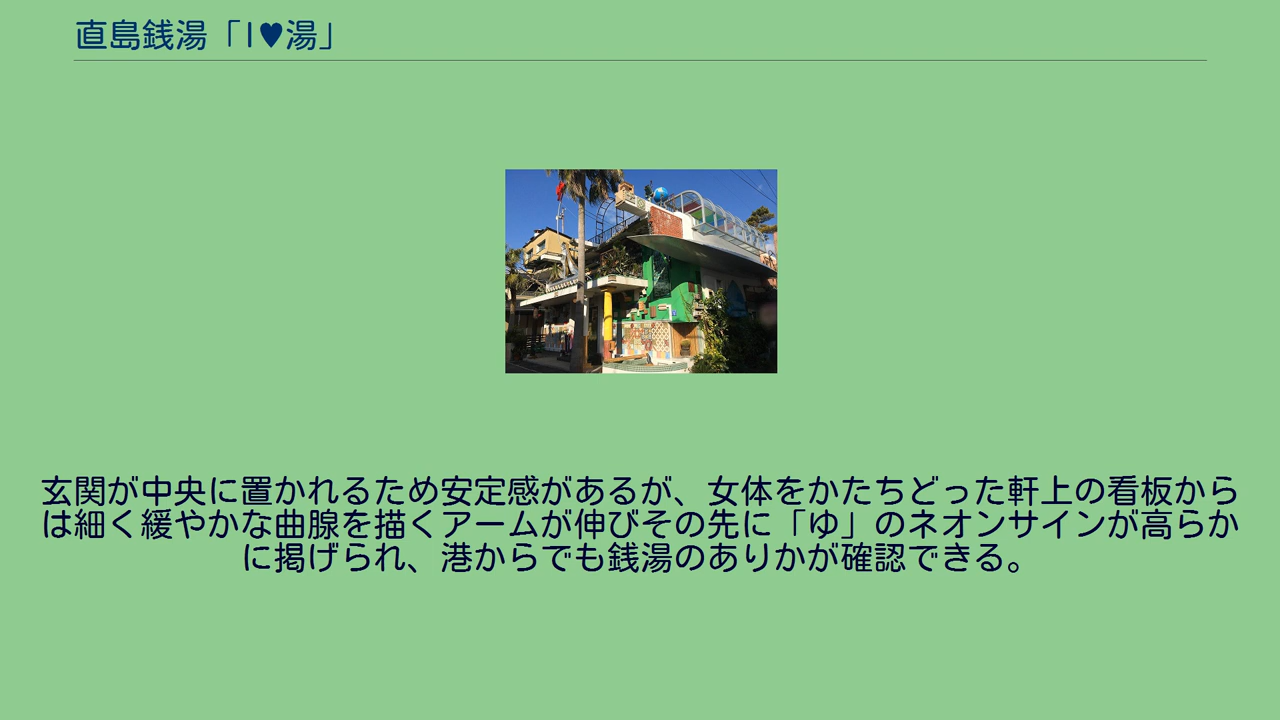 直島銭湯「I♥湯」
玄関が中央に置かれるため安定感があるが、女体をかたちどった軒上の看板から
は細く緩やかな曲腺を描くアームが伸びその先に「ゆ」のネオンサインが高らか
に掲げられ、港からでも銭湯のありかが確認できる。